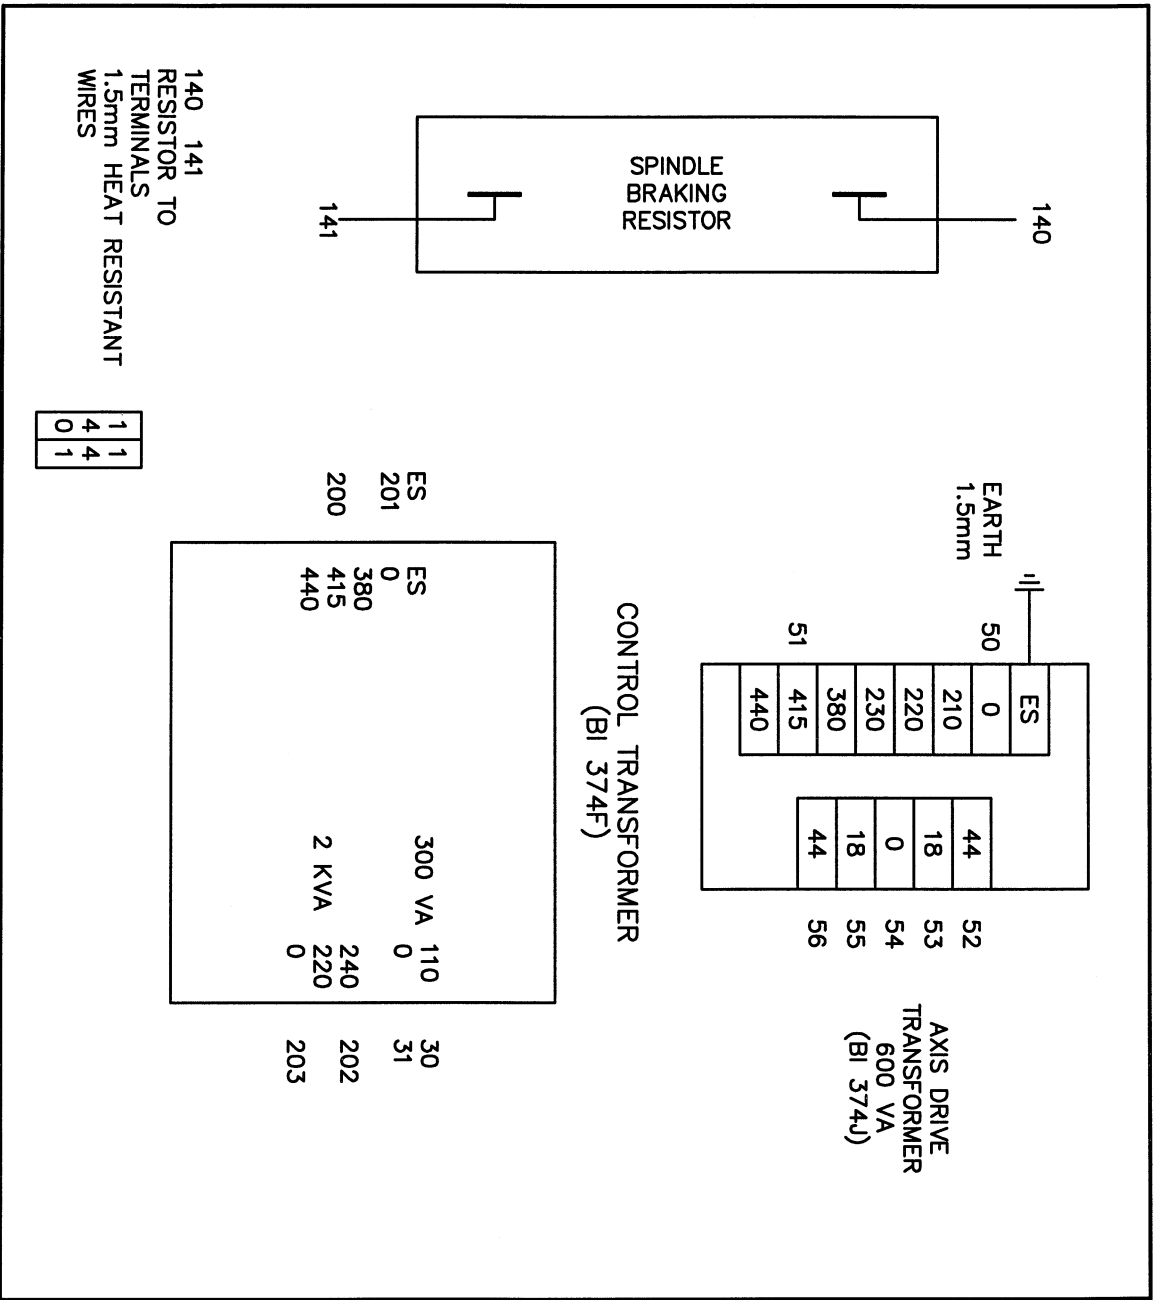 SPINDLE
BRAKING
RESISTOR
140
141
140 141
RESISTOR TO
TERMINALS
1.5mm HEAT RESISTANT
WIRES
1 1
4 4
0 1
EARTH
1.5mm
50
51
ES
0
210
220
230
380
415
440
44
18
0
18
44
52
53
54
55
56
AXIS DRIVE
TRANSFORMER
600 VA
(BI 374J)
CONTROL TRANSFORMER
(BI 374F)
ES
201
200
ES
0
380
415
440
300 VA 110
0
240
2 KVA 220
0
30
31
202
203